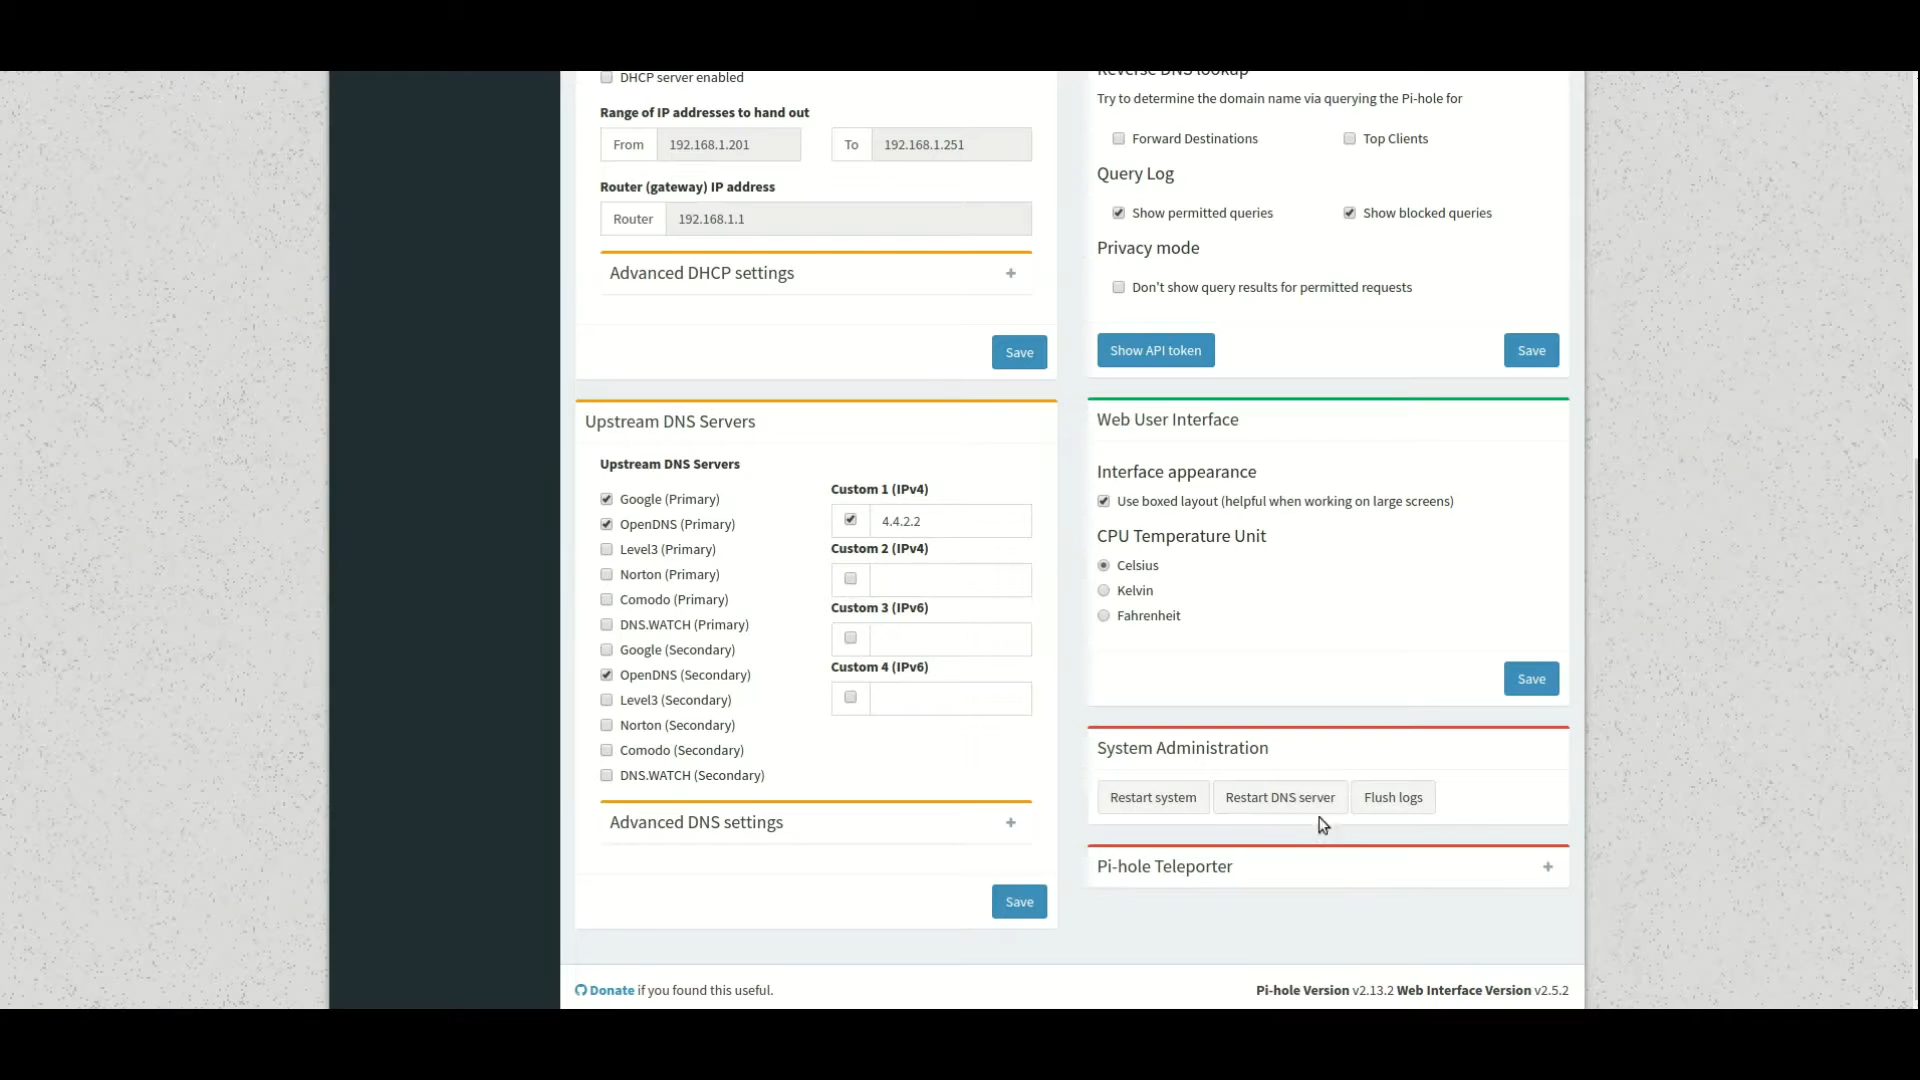 DHCP server enabled
Range of IP addresses to hand out
From 192.168.1.201 To 192.168.1.251
Router (gateway) IP address
Router 192.168.1.1
Advanced DHCP settings +
Save
Upstream DNS Servers
Upstream DNS Servers
Google (Primary)
OpenDNS (Primary)
Level3 (Primary)
Norton (Primary)
Comodo (Primary)
DNS.WATCH (Primary)
Google (Secondary)
OpenDNS (Secondary)
Level3 (Secondary)
Norton (Secondary)
Comodo (Secondary)
DNS.WATCH (Secondary)
Custom 1 (IPv4)
4.4.2.2
Custom 2 (IPv4)
Custom 3 (IPv6)
Custom 4 (IPv6)
Advanced DNS settings +
Save
Reverse DNS lookup
Try to determine the domain name via querying the Pi-hole for
Forward Destinations Top Clients
Query Log
Show permitted queries Show blocked queries
Privacy mode
Don't show query results for permitted requests
Show API token Save
Web User Interface
Interface appearance
Use boxed layout (helpful when working on large screens)
CPU Temperature Unit
Celsius
Kelvin
Fahrenheit
Save
System Administration
Restart system Restart DNS server Flush logs
Pi-hole Teleporter +
Donate if you found this useful.
Pi-hole Version v2.13.2 Web Interface Version v2.5.2